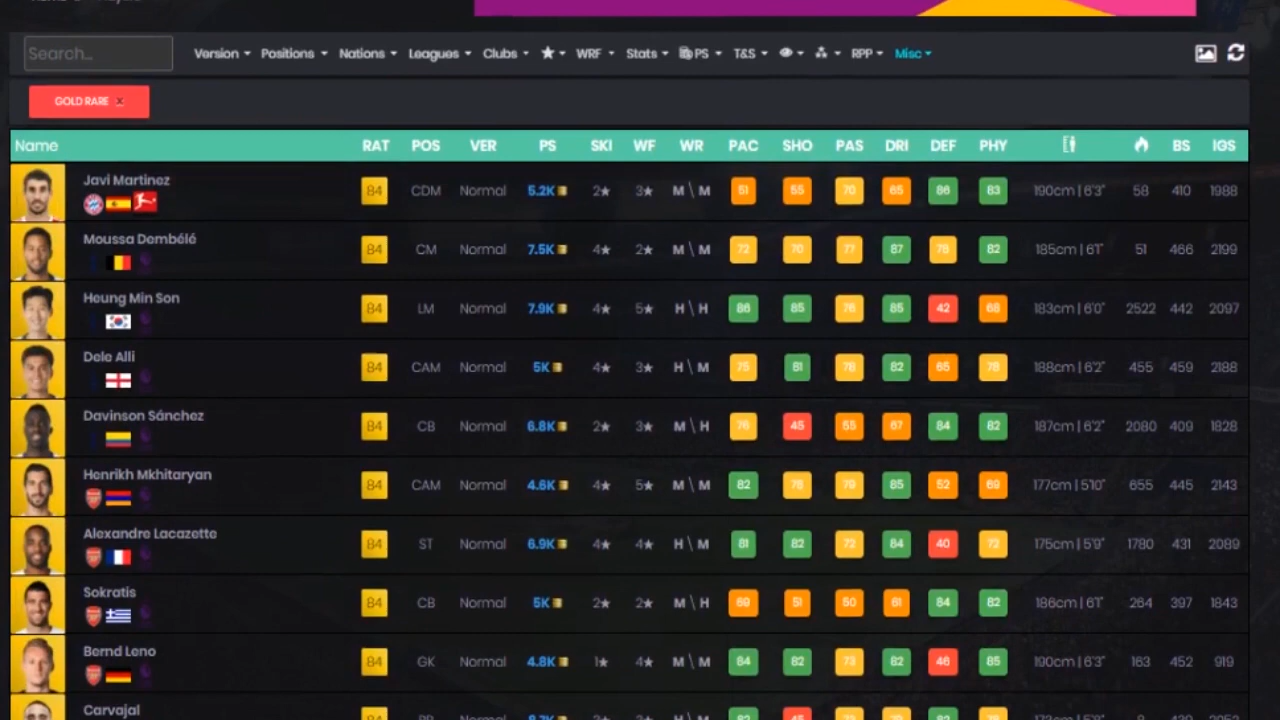 Search...
Version Positions Nations Leagues Clubs WRF Stats PS T&S RPP Misc
GOLD RARE x
Name RAT POS VER PS SKI WF WR PAC SHO PAS DRI DEF PHY BS IGS
Javi Martinez
84 CDM Normal 5.2K 2★ 3★ M \ M 51 55 70 65 86 83 190cm | 6'3" 58 410 1988
Moussa Dembélé
84 CM Normal 7.5K 4★ 2★ M \ M 72 70 77 87 78 82 185cm | 6'1" 51 466 2199
Heung Min Son
84 LM Normal 7.9K 4★ 5★ H \ H 86 85 76 85 42 68 183cm | 6'0" 2522 442 2097
Dele Alli
84 CAM Normal 5K 4★ 3★ H \ M 75 81 78 82 65 78 188cm | 6'2" 455 459 2188
Davinson Sánchez
84 CB Normal 6.8K 2★ 3★ M \ H 76 45 55 67 84 82 187cm | 6'2" 2080 409 1828
Henrikh Mkhitaryan
84 CAM Normal 4.6K 4★ 5★ M \ M 82 78 79 85 52 69 177cm | 5'10" 655 445 2143
Alexandre Lacazette
84 ST Normal 6.9K 4★ 4★ H \ M 81 82 72 84 40 72 175cm | 5'9" 1780 431 2089
Sokratis
84 CB Normal 5K 2★ 2★ M \ H 69 51 50 61 84 82 186cm | 6'1" 264 397 1843
Bernd Leno
84 GK Normal 4.8K 1★ 4★ M \ M 84 82 73 82 46 85 190cm | 6'3" 163 452 919
Carvajal